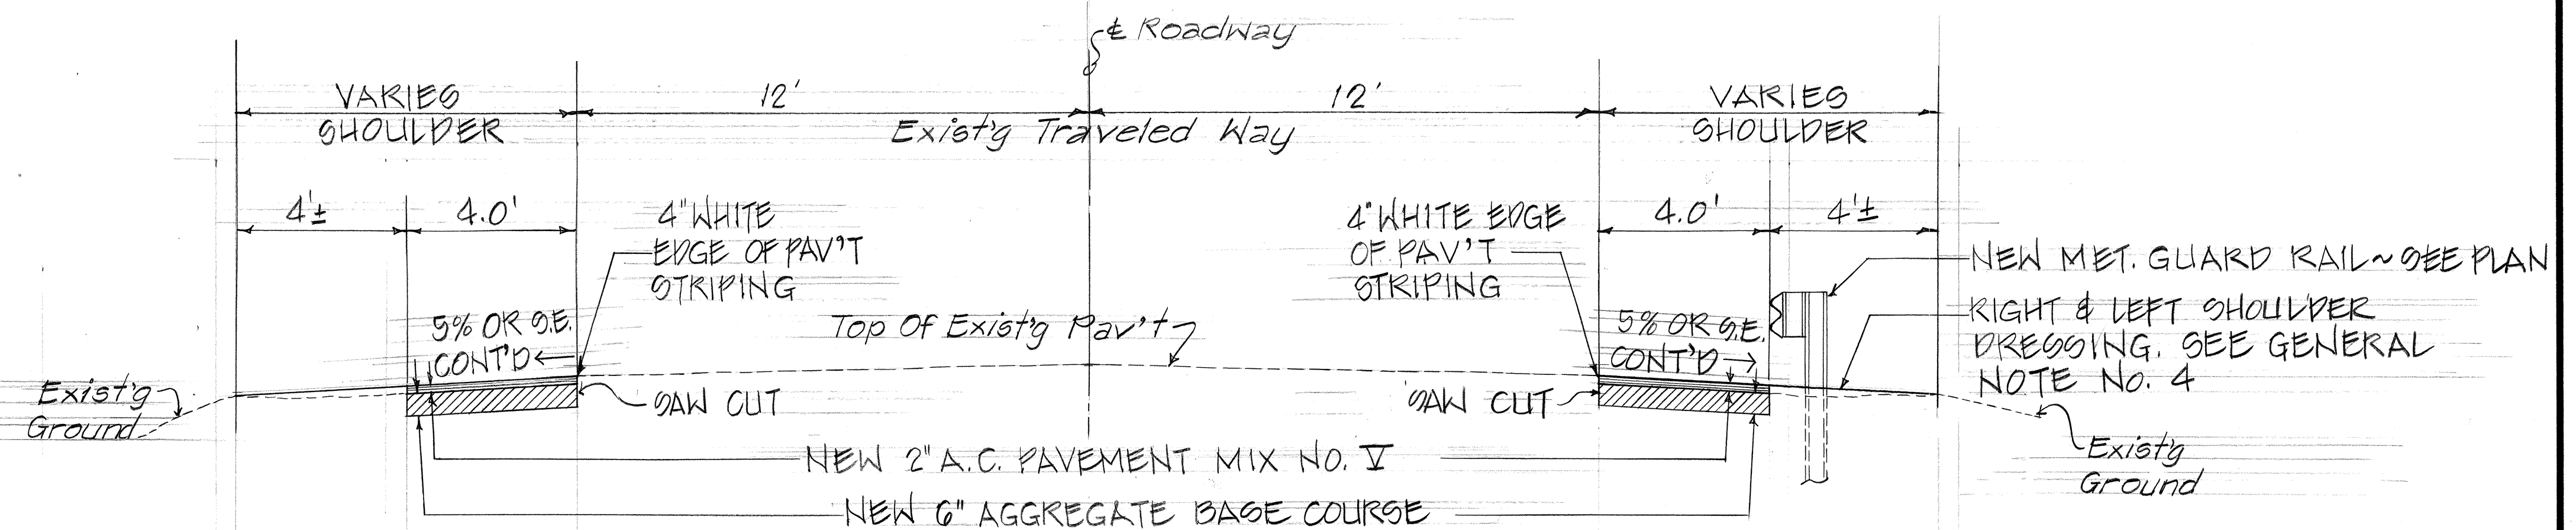 ℄ Roadway
VARIES
SHOULDER
12'
12'
Exist'g Traveled Way
VARIES
SHOULDER
4'±
4.0'
4" WHITE
EDGE OF PAV'T
STRIPING
4" WHITE EDGE
OF PAV'T
STRIPING
4.0'
4'±
NEW MET. GUARD RAIL ~ SEE PLAN
RIGHT & LEFT SHOULDER
DRESSING. SEE GENERAL
NOTE No. 4
5% OR S.E.
CONT'D ←
Top Of Exist'g Pav't
5% OR S.E.
CONT'D →
Exist'g
Ground
SAW CUT
SAW CUT
Exist'g
Ground
NEW 2" A.C. PAVEMENT MIX NO. V
NEW 6" AGGREGATE BASE COURSE